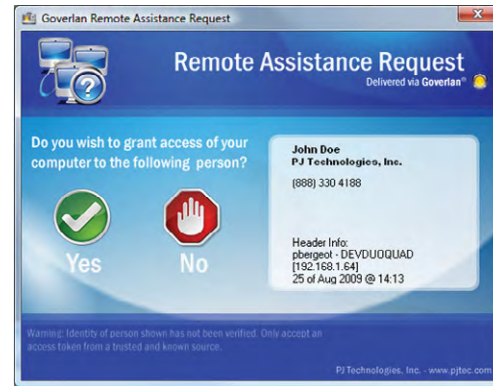 Goverlan Remote Assistance Request
Remote Assistance Request
Delivered via Goverlan®
Do you wish to grant access of your
computer to the following person?
Yes
No
John Doe
PJ Technologies, Inc.
(888) 330 4188
Header Info:
pbergeot - DEVDUOQUAD
[192.168.1.64]
25 of Aug 2009 @ 14:13
Warning: Identity of person shown has not been verified. Only accept an
access token from a trusted and known source.
PJ Technologies, Inc. - www.pjtec.com